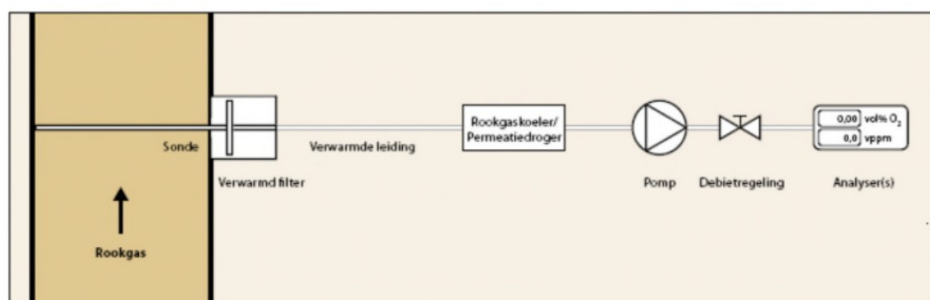 Rookgaskoeler/
Permeatiedroger
0,00 vol% O₂
0,0 vppm
Sonde
Verwarmde leiding
Verwarmd filter
Pomp
Debietregeling
Analyser(s)
Rookgas